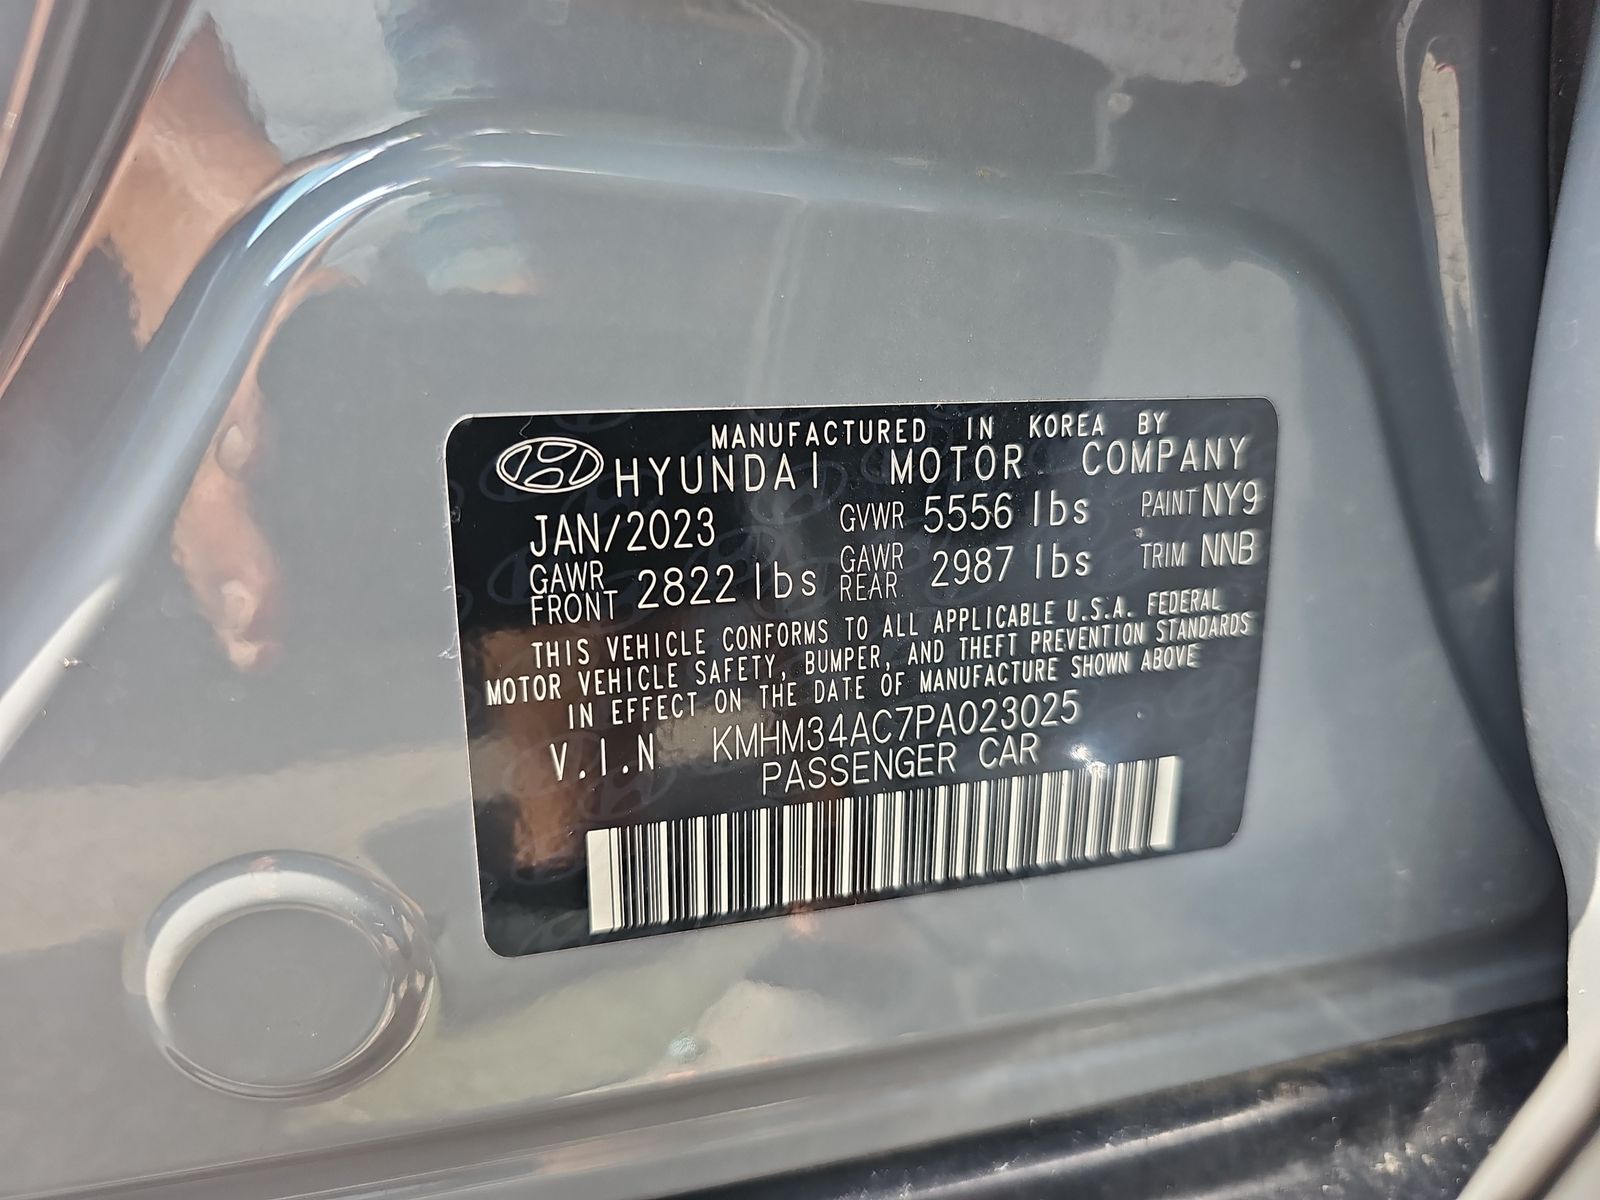 MANUFACTURED IN KOREA BY
HYUNDAI MOTOR COMPANY
JAN/2023 GVWR 5556 lbs PAINT NY9
GAWR FRONT 2822 lbs GAWR REAR 2987 lbs TRIM NNB
THIS VEHICLE CONFORMS TO ALL APPLICABLE U.S.A. FEDERAL
MOTOR VEHICLE SAFETY, BUMPER, AND THEFT PREVENTION STANDARDS
IN EFFECT ON THE DATE OF MANUFACTURE SHOWN ABOVE
V.I.N KMHM34AC7PA023025
PASSENGER CAR